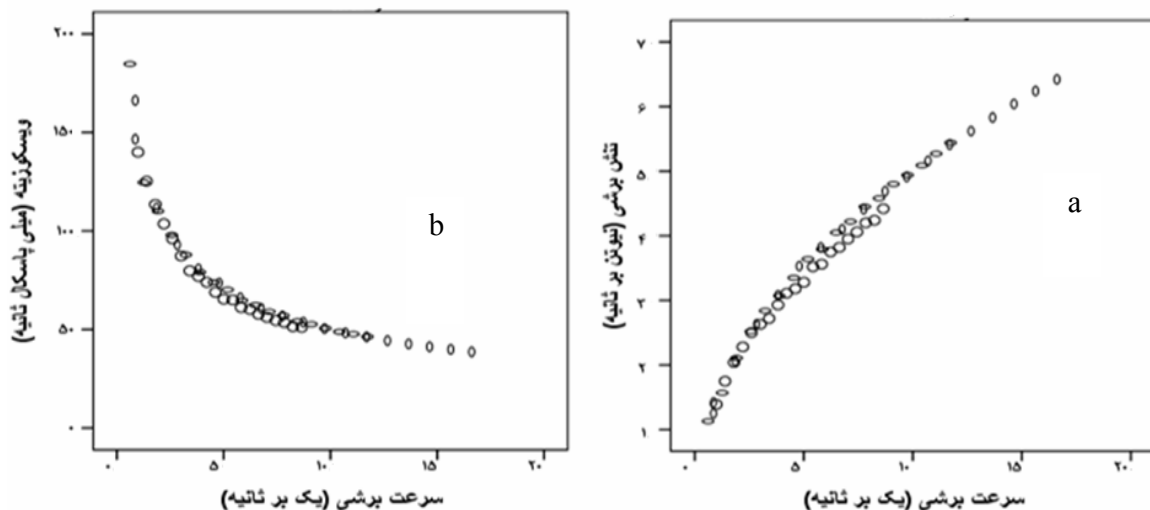 ۲۰۰
۱۵۰
۱۰۰
۵۰
۰
ویسکوزیته (میلی پاسکال ثانیه)
b
۰ ۵ ۱۰ ۱۵ ۲۰
سرعت برشی (یک بر ثانیه)
۷۰
۶
۵
۴
۳
۲
۱
تنش برشی (نیوتن بر ثانیه)
a
۰ ۵ ۱۰ ۱۵ ۲۰
سرعت برشی (یک بر ثانیه)